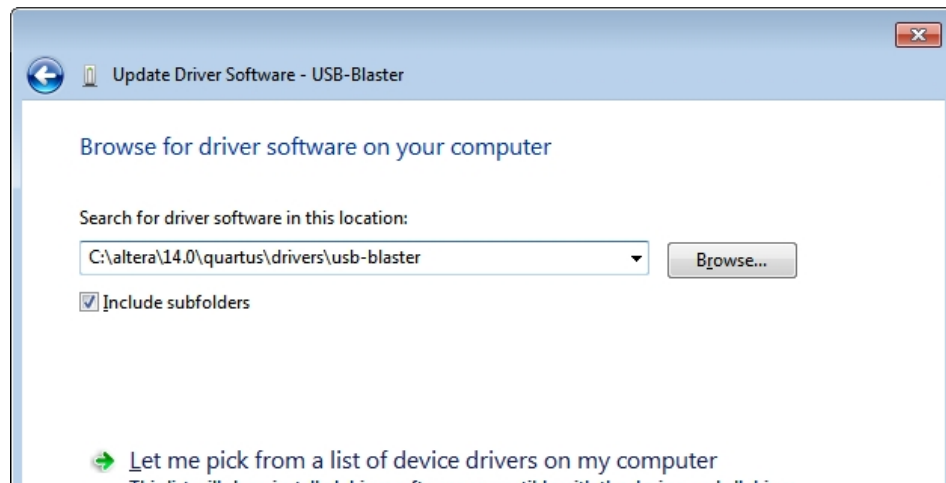 Update Driver Software - USB-Blaster
Browse for driver software on your computer
Search for driver software in this location:
C:\altera\14.0\quartus\drivers\usb-blaster
Browse...
Include subfolders
Let me pick from a list of device drivers on my computer